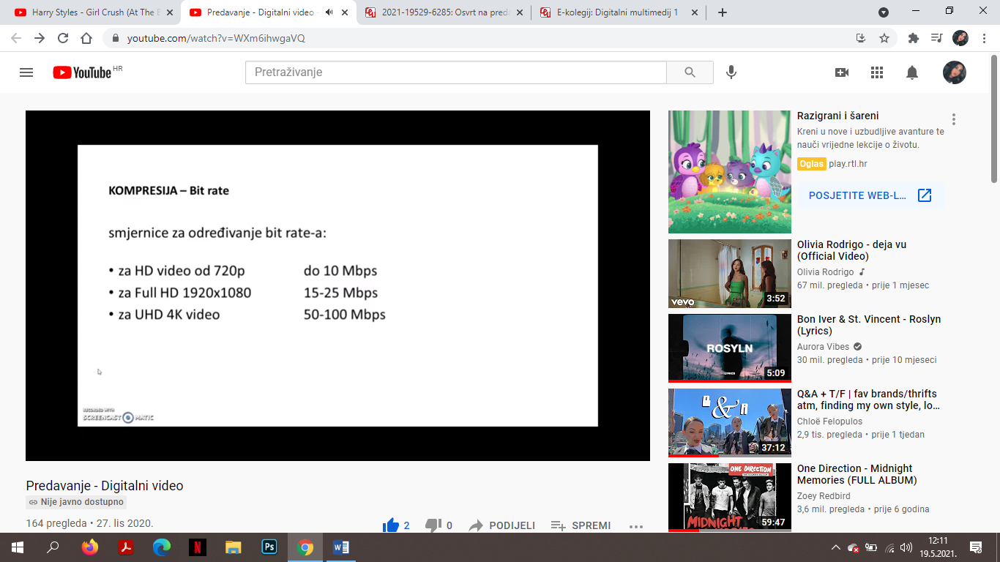 Harry Styles - Girl Crush (At The B
Predavanje - Digitalni video -
2021-19529-6285: Osvrt na preda
E-kolegij: Digitalni multimedij 1
youtube.com/watch?v=WXm6ihwgaVQ
YouTube HR
Pretraživanje
KOMPRESIJA – Bit rate
smjernice za određivanje bit rate-a:
• za HD video od 720p do 10 Mbps
• za Full HD 1920x1080 15-25 Mbps
• za UHD 4K video 50-100 Mbps
RECORDED WITH
SCREENCAST MATIC
Predavanje - Digitalni video
Nije javno dostupno
164 pregleda • 27. lis 2020.
2 0 PODIJELI SPREMI
Razigrani i šareni
Kreni u nove i uzbudljive avanture te
nauči vrijedne lekcije o životu.
Oglas play.rtl.hr
POSJETITE WEB-L...
vevo
3:52
Olivia Rodrigo - deja vu
(Official Video)
Olivia Rodrigo
67 mil. pregleda • prije 1 mjesec
ROSYLN
LYRICS
5:09
Bon Iver & St. Vincent - Roslyn
(Lyrics)
Aurora Vibes
30 mil. pregleda • prije 10 mjeseci
Q & A
37:12
Q&A + T/F | fav brands/thrifts
atm, finding my own style, lo...
Chloë Felopulos
2,9 tis. pregleda • prije 1 tjedan
ONE DIRECTION
MIDNIGHT
59:47
One Direction - Midnight
Memories (FULL ALBUM)
Zoey Redbird
3,6 mil. pregleda • prije 6 godina
Ps
N
W
12:11
19.5.2021.